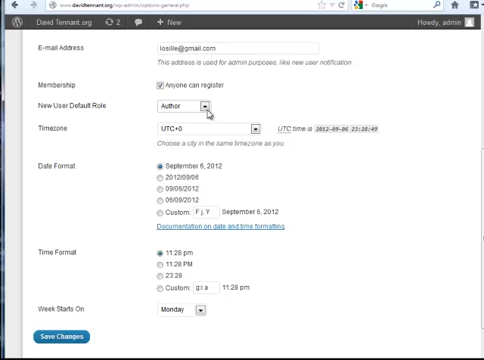 www.davidtennant.org/wp-admin/options-general.php
Google
David Tennant.org 2 + New Howdy, admin
E-mail Address losille@gmail.com
This address is used for admin purposes, like new user notification.
Membership Anyone can register
New User Default Role Author
Timezone UTC+0 UTC time is 2012-09-06 23:28:49
Choose a city in the same timezone as you.
Date Format September 6, 2012
2012/09/06
09/06/2012
06/09/2012
Custom: F j, Y September 6, 2012
Documentation on date and time formatting.
Time Format 11:28 pm
11:28 PM
23:28
Custom: g:i a 11:28 pm
Week Starts On Monday
Save Changes